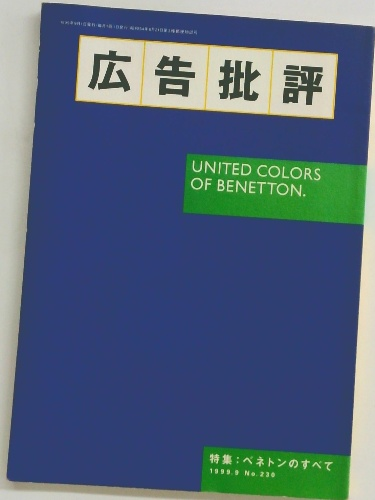 広告批評
UNITED COLORS
OF BENETTON.
特集：ベネトンのすべて
1999.9 No.230